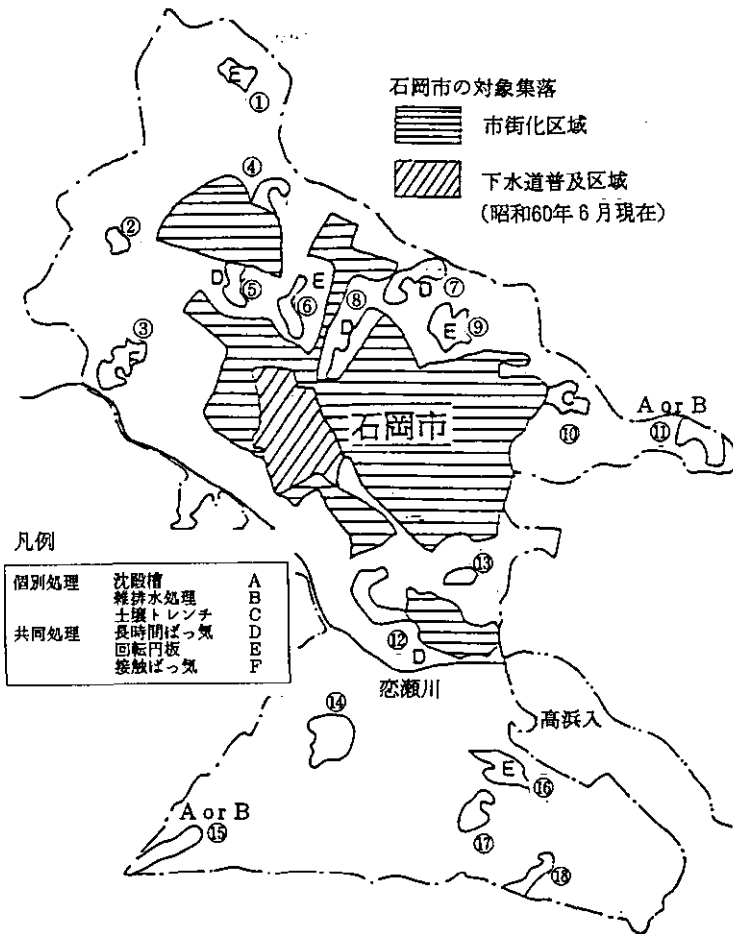 石岡市の対象集落
市街化区域
下水道普及区域
(昭和60年6月現在)
E
①
④
②
D
⑤
E
⑥
⑧
D
D
⑦
E
⑨
③
F
石岡市
C
⑩
A or B
⑪
凡例
個別処理 沈殿槽 A
雑排水処理 B
土壌トレンチ C
共同処理 長時間ばっ気 D
回転円板 E
接触ばっ気 F
⑬
⑫
D
恋瀬川
高浜入
⑭
E
⑯
A or B
⑮
⑰
⑱